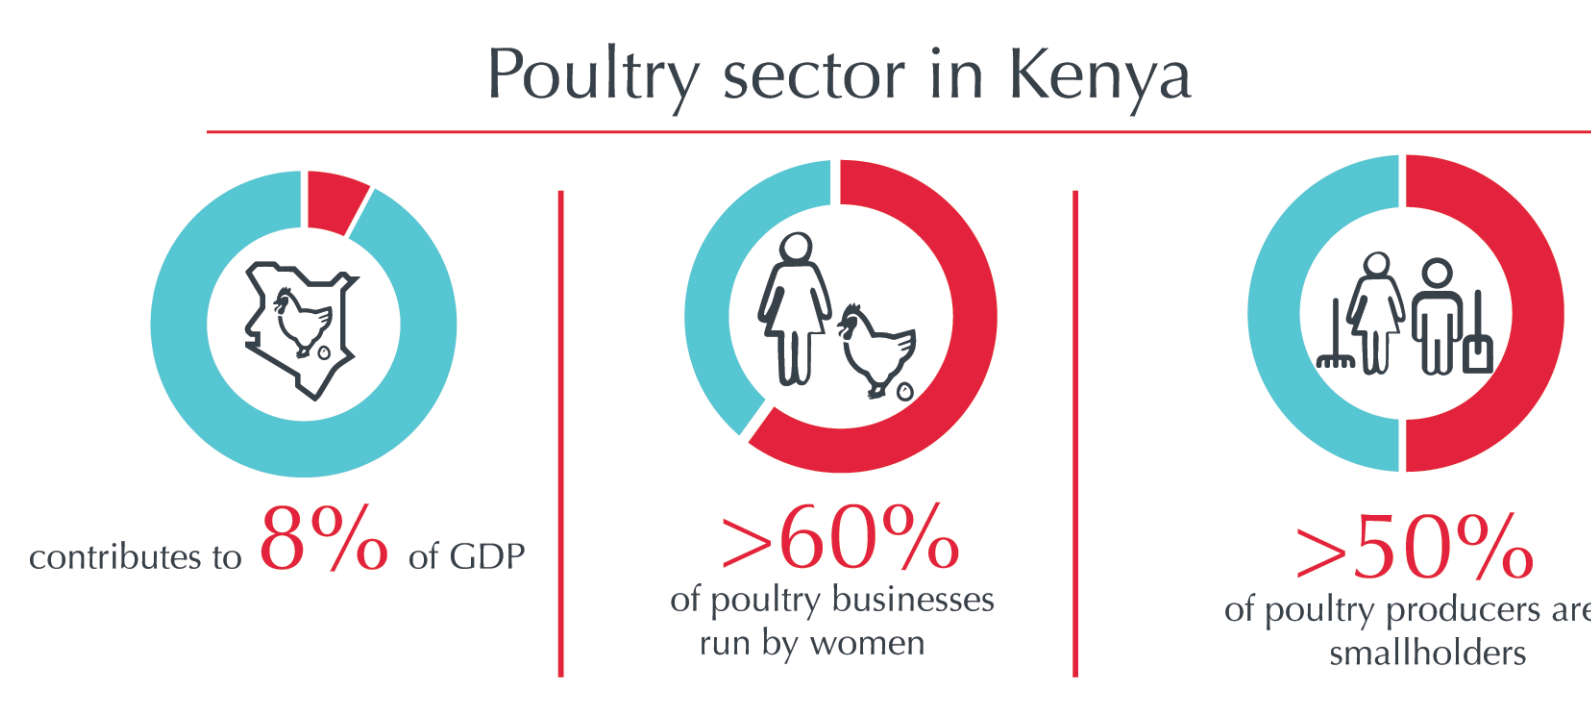 Poultry sector in Kenya
contributes to 8% of GDP
>60%
of poultry businesses
run by women
>50%
of poultry producers are
smallholders